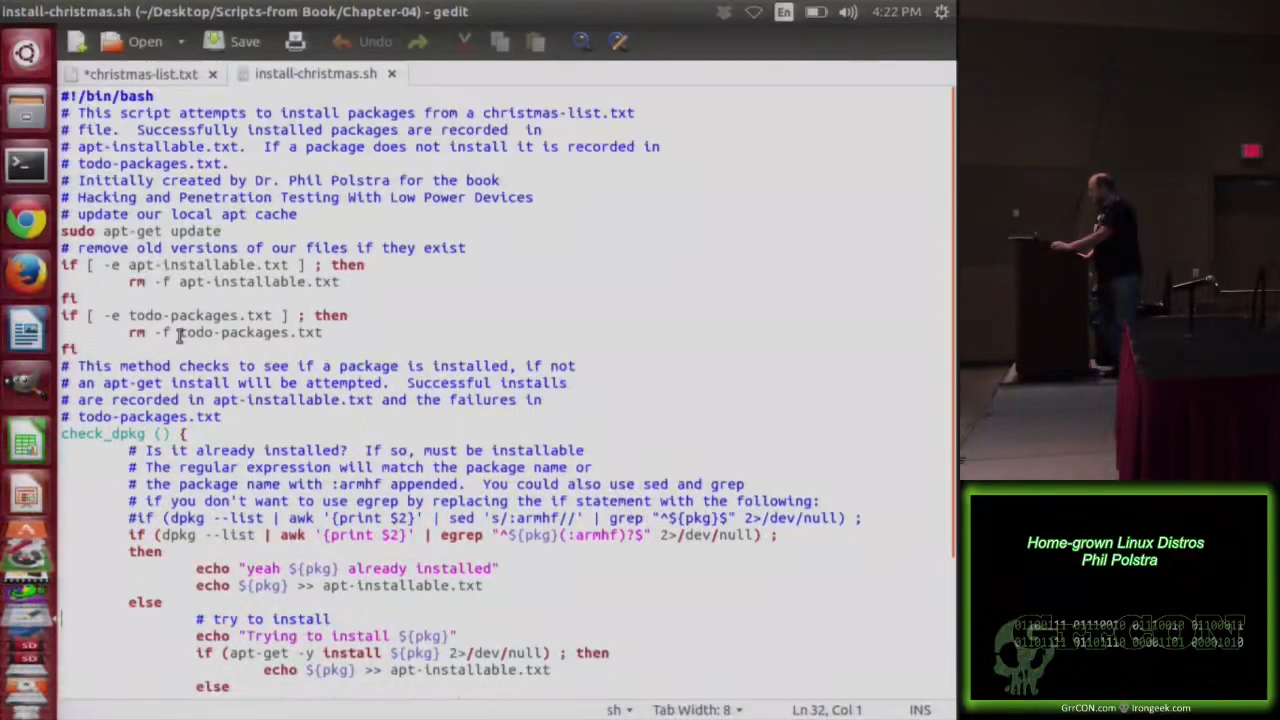 install-christmas.sh (~/Desktop/Scripts-from Book/Chapter-04) - gedit
En
4:22 PM
Open
Save
Undo
*christmas-list.txt
install-christmas.sh
#!/bin/bash
# This script attempts to install packages from a christmas-list.txt
# file.  Successfully installed packages are recorded  in
# apt-installable.txt.  If a package does not install it is recorded in
# todo-packages.txt.
# Initially created by Dr. Phil Polstra for the book
# Hacking and Penetration Testing With Low Power Devices
# update our local apt cache
sudo apt-get update
# remove old versions of our files if they exist
if [ -e apt-installable.txt ] ; then
rm -f apt-installable.txt
fi
if [ -e todo-packages.txt ] ; then
rm -f todo-packages.txt
fi
# This method checks to see if a package is installed, if not
# an apt-get install will be attempted.  Successful installs
# are recorded in apt-installable.txt and the failures in
# todo-packages.txt
check_dpkg () {
# Is it already installed?  If so, must be installable
# The regular expression will match the package name or
# the package name with :armhf appended.  You could also use sed and grep
# if you don't want to use egrep by replacing the if statement with the following:
#if (dpkg --list | awk '{print $2}' | sed 's/:armhf//' | grep "^${pkg}$" 2>/dev/null) ;
if (dpkg --list | awk '{print $2}' | egrep "^${pkg}(:armhf)?$" 2>/dev/null) ;
then
echo "yeah ${pkg} already installed"
echo ${pkg} >> apt-installable.txt
else
# try to install
echo "Trying to install ${pkg}"
if (apt-get -y install ${pkg} 2>/dev/null) ; then
echo ${pkg} >> apt-installable.txt
else
sh
Tab Width: 8
Ln 32, Col 1
INS
Home-grown Linux Distros
Phil Polstra
GrrCON
GrrCON.com
Irongeek.com